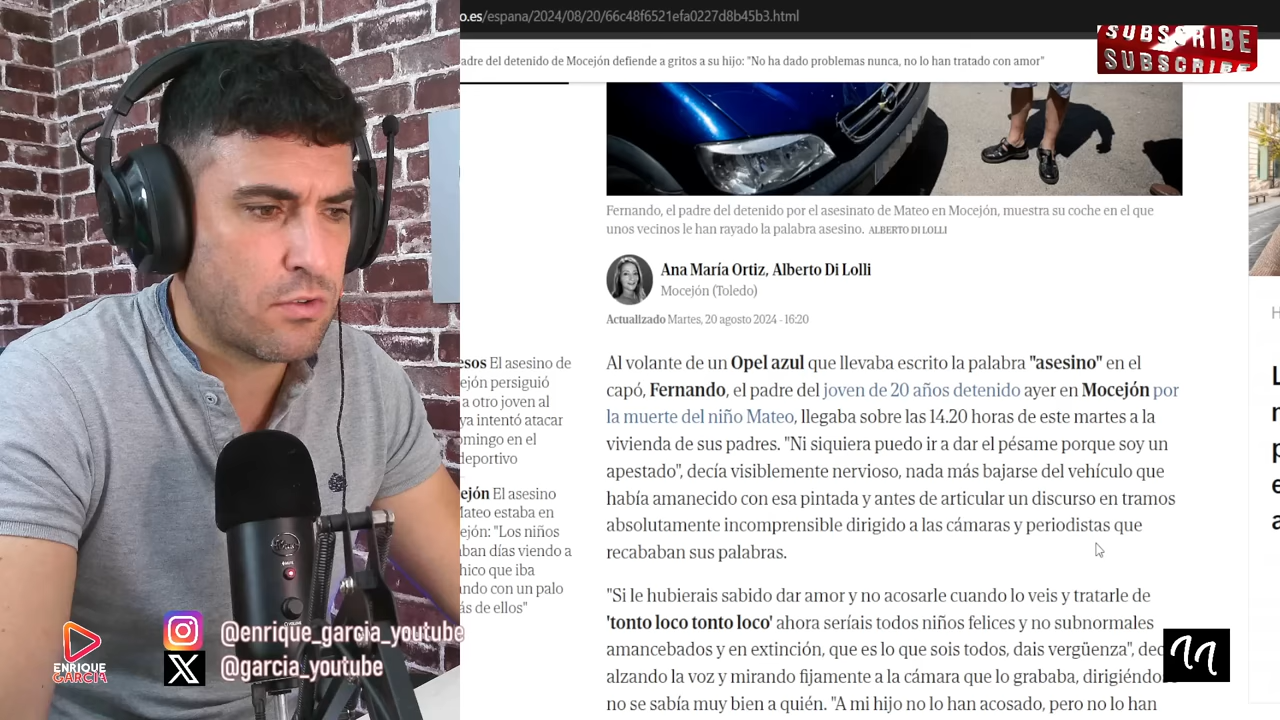 o.es/espana/2024/08/20/66c48f6521efa0227d8b45b3.html
SUBSCRIBE
SUBSCRIBE
adre del detenido de Mocejón defiende a gritos a su hijo: "No ha dado problemas nunca, no lo han tratado con amor"
Fernando, el padre del detenido por el asesinato de Mateo en Mocejón, muestra su coche en el que
unos vecinos le han rayado la palabra asesino. ALBERTO DI LOLLI
Ana María Ortiz, Alberto Di Lolli
Mocejón (Toledo)
Actualizado Martes, 20 agosto 2024 - 16:20
esos El asesino de
ejón persiguió
a otro joven al
ya intentó atacar
omingo en el
deportivo
ejón El asesino
Mateo estaba en
ejón: "Los niños
ban días viendo a
hico que iba
ando con un palo
ás de ellos"
Al volante de un Opel azul que llevaba escrito la palabra "asesino" en el
capó, Fernando, el padre del joven de 20 años detenido ayer en Mocejón por
la muerte del niño Mateo, llegaba sobre las 14.20 horas de este martes a la
vivienda de sus padres. "Ni siquiera puedo ir a dar el pésame porque soy un
apestado", decía visiblemente nervioso, nada más bajarse del vehículo que
había amanecido con esa pintada y antes de articular un discurso en tramos
absolutamente incomprensible dirigido a las cámaras y periodistas que
recababan sus palabras.
"Si le hubierais sabido dar amor y no acosarle cuando lo veis y tratarle de
'tonto loco tonto loco' ahora seríais todos niños felices y no subnormales
amancebados y en extinción, que es lo que sois todos, dais vergüenza", dec
alzando la voz y mirando fijamente a la cámara que lo grababa, dirigiéndo
no se sabía muy bien a quién. "A mi hijo no lo han acosado, pero no lo han
@enrique_garcia_youtube
@garcia_youtube
ENRIQUE
GARCIA